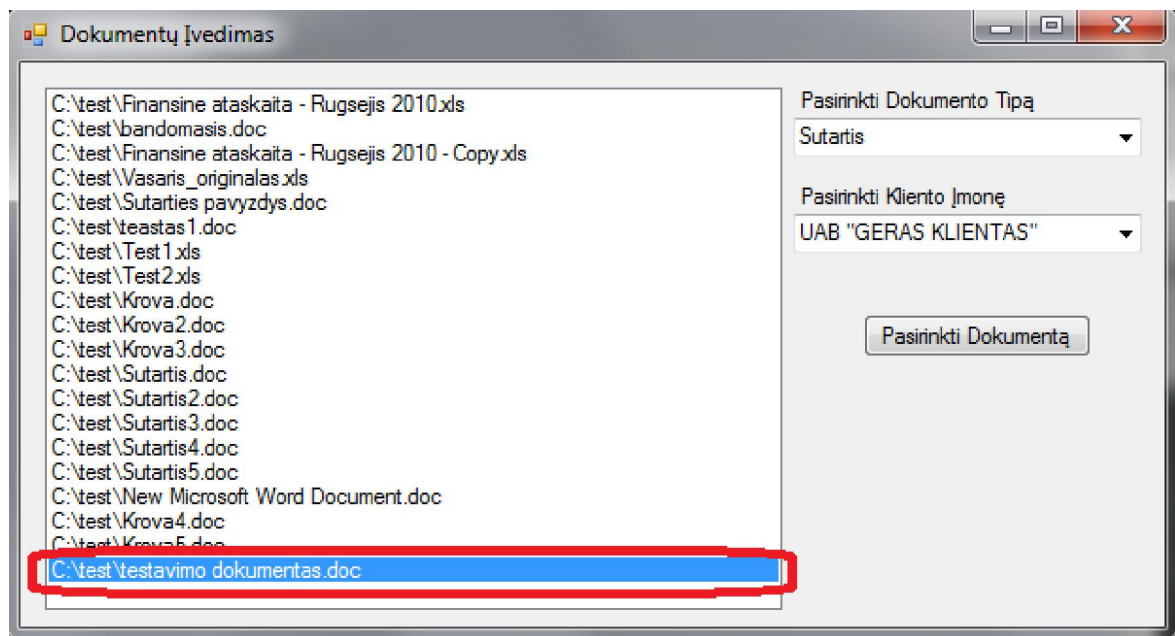 Dokumentų Įvedimas
C:\test\Finansine ataskaita - Rugsejis 2010.xls
C:\test\bandomasis.doc
C:\test\Finansine ataskaita - Rugsejis 2010 - Copy.xls
C:\test\Vasaris_originalas.xls
C:\test\Sutarties pavyzdys.doc
C:\test\teastas1.doc
C:\test\Test1.xls
C:\test\Test2.xls
C:\test\Krova.doc
C:\test\Krova2.doc
C:\test\Krova3.doc
C:\test\Sutartis.doc
C:\test\Sutartis2.doc
C:\test\Sutartis3.doc
C:\test\Sutartis4.doc
C:\test\Sutartis5.doc
C:\test\New Microsoft Word Document.doc
C:\test\Krova4.doc
C:\test\Krova5.doc
C:\test\testavimo dokumentas.doc
Pasirinkti Dokumento Tipą
Sutartis
Pasirinkti Kliento Įmonę
UAB "GERAS KLIENTAS"
Pasirinkti Dokumentą